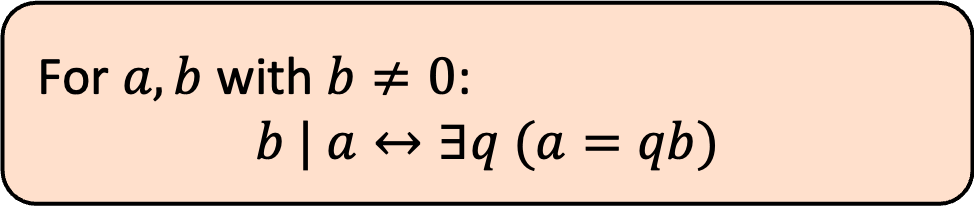 For 𝑎, 𝑏 with 𝑏 ≠ 0:
𝑏 | 𝑎 ↔ ∃𝑞 (𝑎 = 𝑞𝑏)